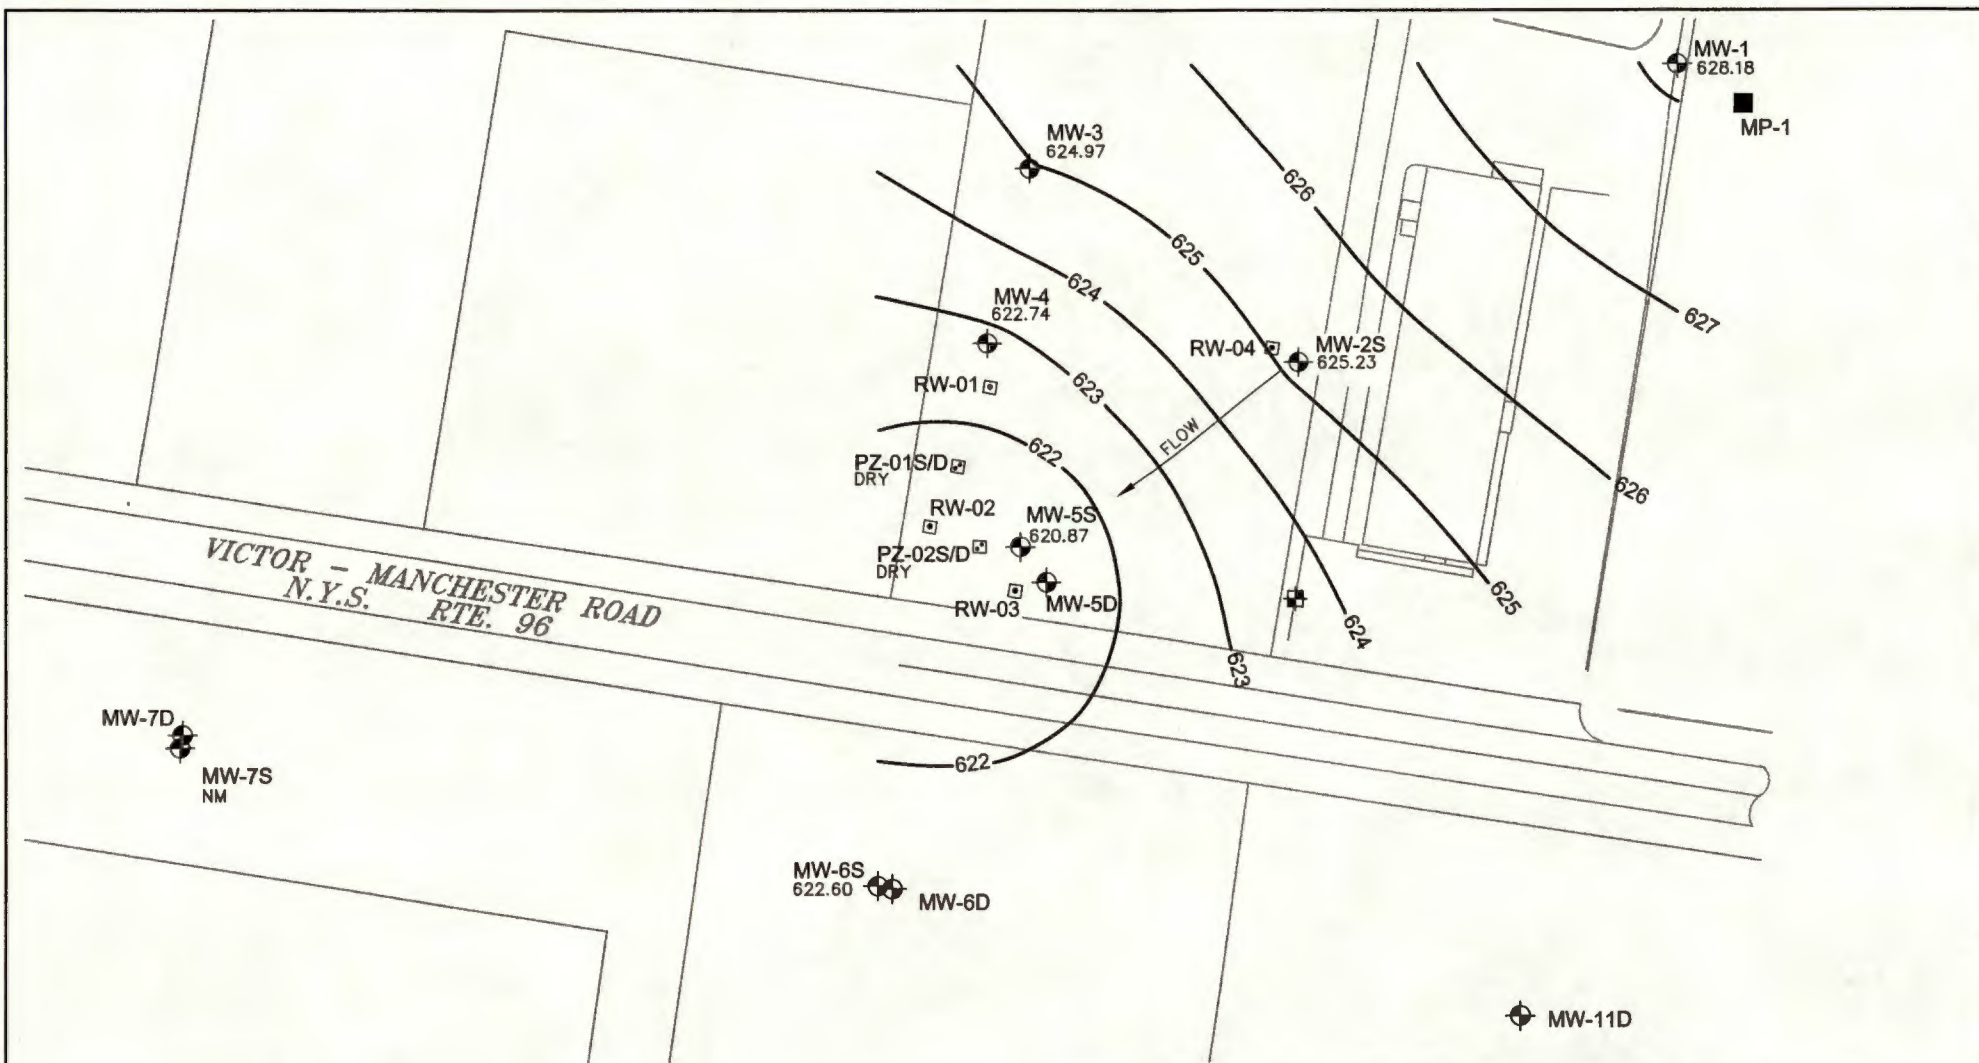 MW-1
628.18
MP-1
MW-3
624.97
626
625
624
MW-4
622.74
627
RW-04
MW-2S
625.23
RW-01
623
FLOW
622
PZ-01S/D
DRY
626
RW-02
MW-5S
620.87
PZ-02S/D
DRY
RW-03
MW-5D
625
624
623
VICTOR - MANCHESTER ROAD
N.Y.S. RTE. 96
MW-7D
MW-7S
NM
622
MW-6S
622.60
MW-6D
MW-11D